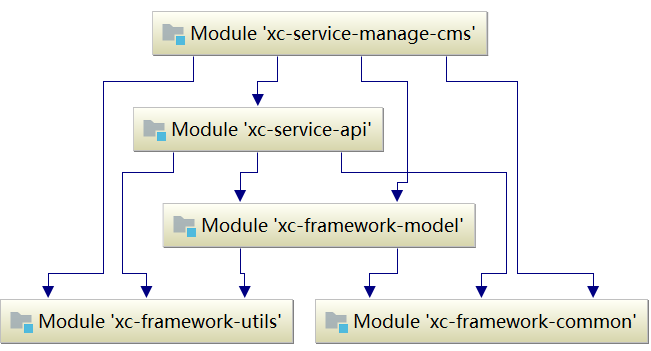 Module 'xc-service-manage-cms'
Module 'xc-service-api'
Module 'xc-framework-model'
Module 'xc-framework-utils'
Module 'xc-framework-common'